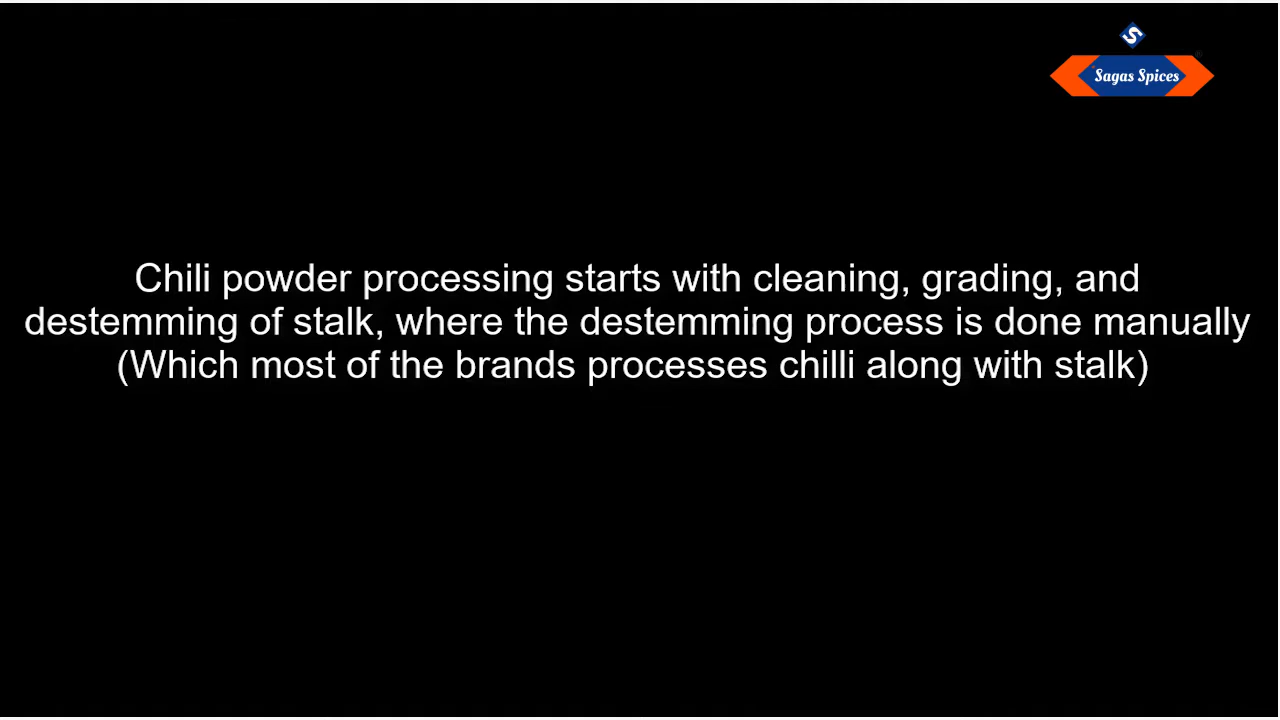 S
Sagas Spices
Chili powder processing starts with cleaning, grading, and
destemming of stalk, where the destemming process is done manually
(Which most of the brands processes chilli along with stalk)